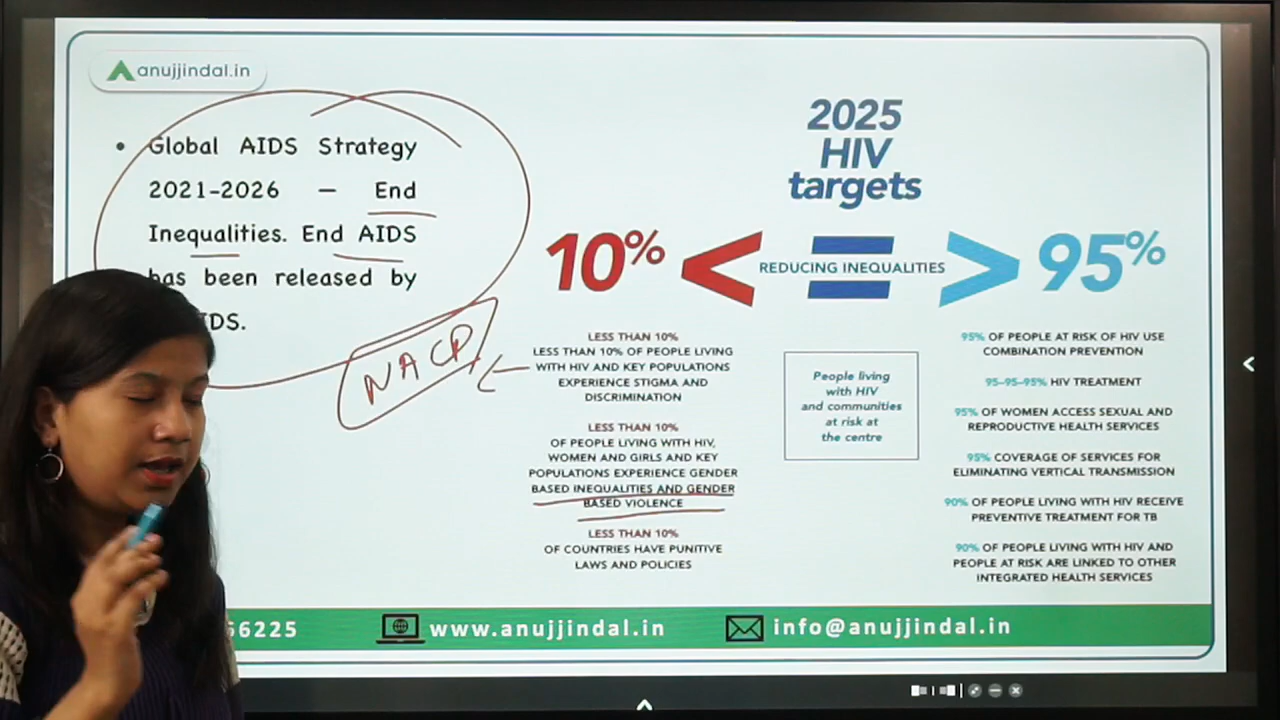 anujjindal.in
• Global AIDS Strategy
2021-2026 – End
Inequalities. End AIDS
has been released by
DS.
NACP
2025
HIV
targets
10% < REDUCING INEQUALITIES > 95%
LESS THAN 10%
LESS THAN 10% OF PEOPLE LIVING
WITH HIV AND KEY POPULATIONS
EXPERIENCE STIGMA AND
DISCRIMINATION
LESS THAN 10%
OF PEOPLE LIVING WITH HIV,
WOMEN AND GIRLS AND KEY
POPULATIONS EXPERIENCE GENDER
BASED INEQUALITIES AND GENDER
BASED VIOLENCE
LESS THAN 10%
OF COUNTRIES HAVE PUNITIVE
LAWS AND POLICIES
People living
with HIV
and communities
at risk at
the centre
95% OF PEOPLE AT RISK OF HIV USE
COMBINATION PREVENTION
95–95–95% HIV TREATMENT
95% OF WOMEN ACCESS SEXUAL AND
REPRODUCTIVE HEALTH SERVICES
95% COVERAGE OF SERVICES FOR
ELIMINATING VERTICAL TRANSMISSION
90% OF PEOPLE LIVING WITH HIV RECEIVE
PREVENTIVE TREATMENT FOR TB
90% OF PEOPLE LIVING WITH HIV AND
PEOPLE AT RISK ARE LINKED TO OTHER
INTEGRATED HEALTH SERVICES
66225 www.anujjindal.in info@anujjindal.in